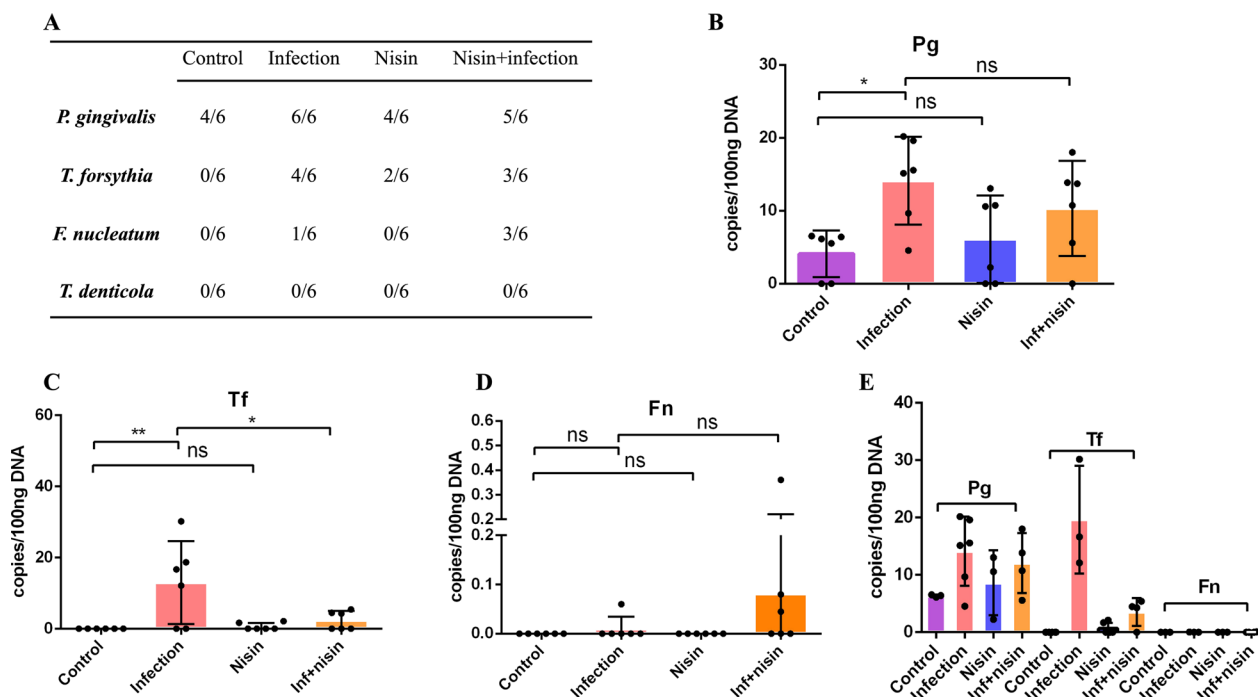 A
Control Infection Nisin Nisin+infection
P. gingivalis 4/6 6/6 4/6 5/6
T. forsythia 0/6 4/6 2/6 3/6
F. nucleatum 0/6 1/6 0/6 3/6
T. denticola 0/6 0/6 0/6 0/6
B
Pg
copies/100ng DNA
30
20
10
0
* ns
ns
Control Infection Nisin Inf+nisin
C
Tf
copies/100ng DNA
60
40
20
0
** *
ns
Control Infection Nisin Inf+nisin
D
Fn
copies/100ng DNA
0.6
0.5
0.4
0.3
0.2
0.2
0.1
0.0
ns ns
ns
Control Infection Nisin Inf+nisin
E
copies/100ng DNA
40
30
20
10
0
Pg Tf Fn
Control Infection Nisin Inf+nisin Control Infection Nisin Inf+nisin Control Infection Nisin Inf+nisin